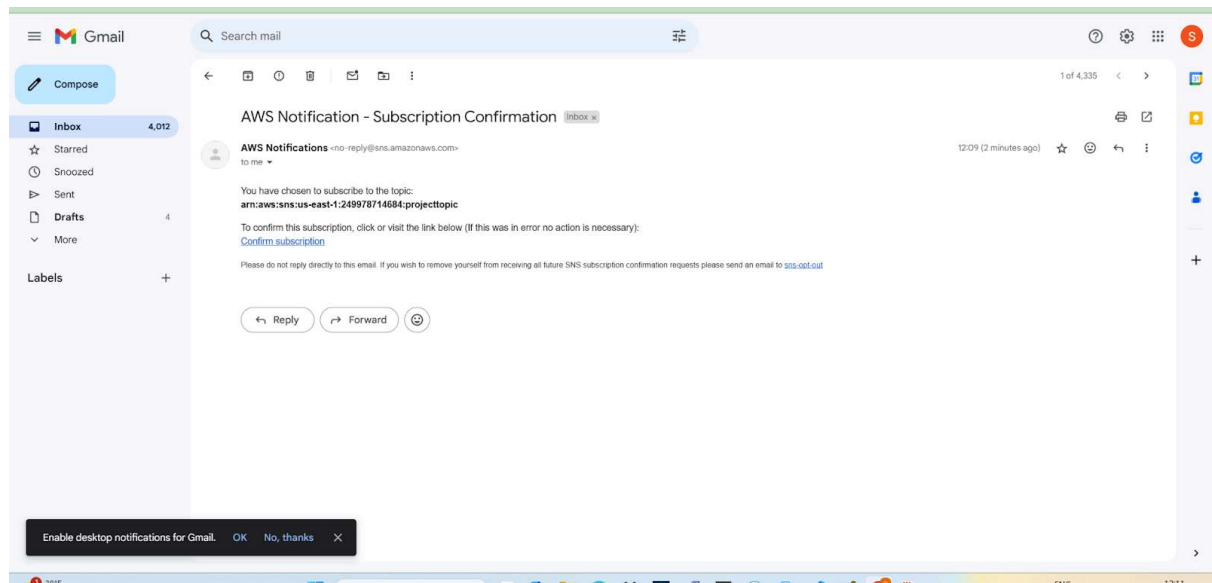 Gmail
Search mail
Compose
1 of 4,335
Inbox 4,012
Starred
Snoozed
Sent
Drafts 4
More
Labels
AWS Notification - Subscription Confirmation Inbox x
AWS Notifications <no-reply@sns.amazonaws.com> 12:09 (2 minutes ago)
to me
You have chosen to subscribe to the topic:
arn:aws:sns:us-east-1:249978714684:projecttopic
To confirm this subscription, click or visit the link below (If this was in error no action is necessary):
Confirm subscription
Please do not reply directly to this email. If you wish to remove yourself from receiving all future SNS subscription confirmation requests please send an email to sns-opt-out
Reply Forward
S
31
Enable desktop notifications for Gmail. OK No, thanks